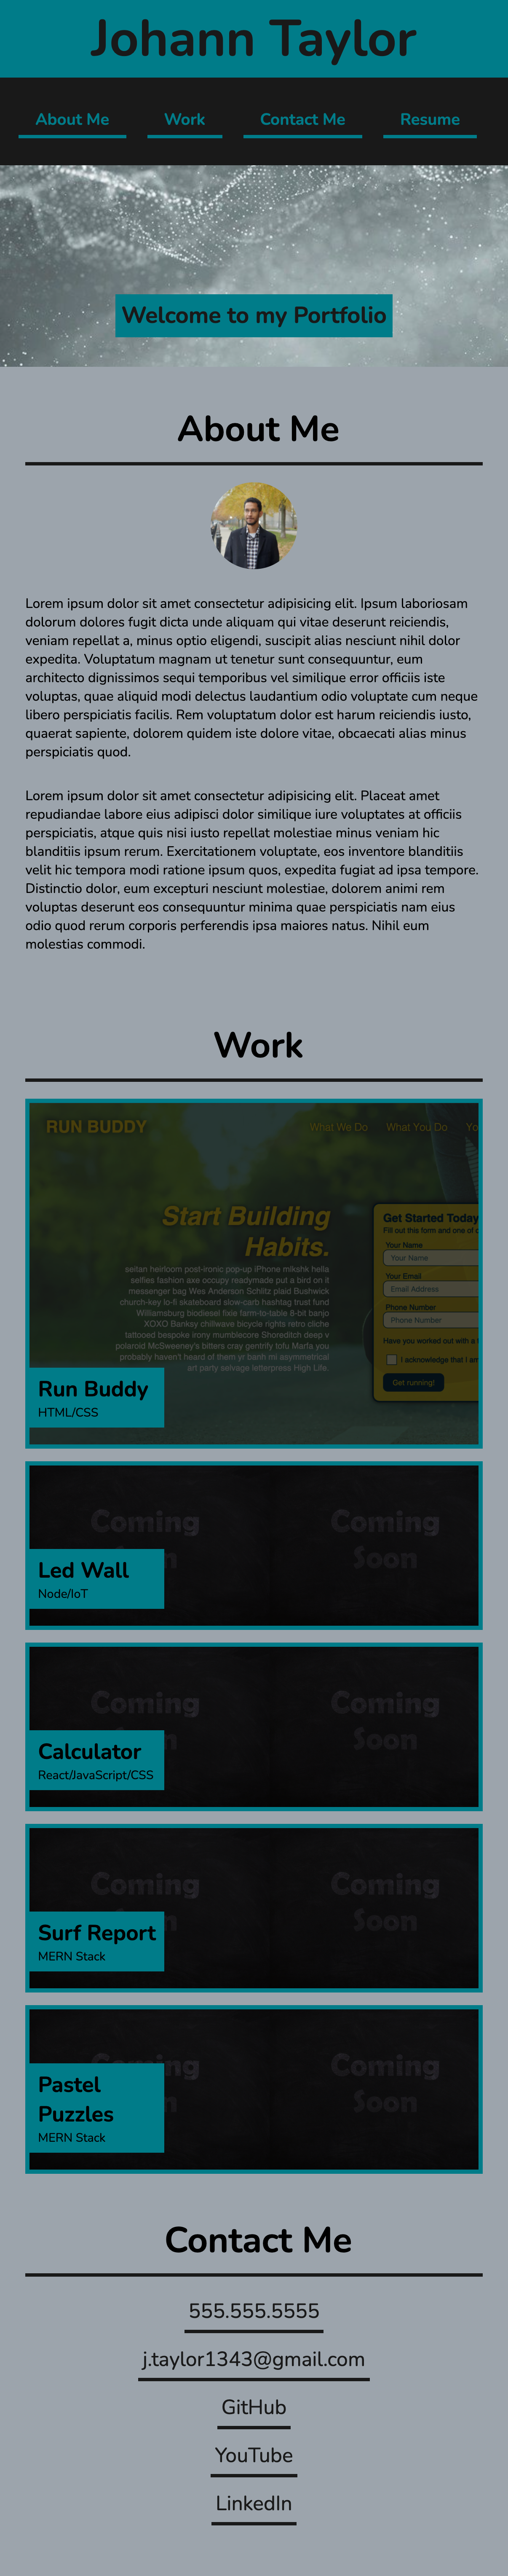 Johann Taylor
About Me Work Contact Me Resume
Welcome to my Portfolio
About Me
Lorem ipsum dolor sit amet consectetur adipisicing elit. Ipsum laboriosam
dolorum dolores fugit dicta unde aliquam qui vitae deserunt reiciendis,
veniam repellat a, minus optio eligendi, suscipit alias nesciunt nihil dolor
expedita. Voluptatum magnam ut tenetur sunt consequuntur, eum
architecto dignissimos sequi temporibus vel similique error officiis iste
voluptas, quae aliquid modi delectus laudantium odio voluptate cum neque
libero perspiciatis facilis. Rem voluptatum dolor est harum reiciendis iusto,
quaerat sapiente, dolorem quidem iste dolore vitae, obcaecati alias minus
perspiciatis quod.
Lorem ipsum dolor sit amet consectetur adipisicing elit. Placeat amet
repudiandae labore eius adipisci dolor similique iure voluptates at officiis
perspiciatis, atque quis nisi iusto repellat molestiae minus veniam hic
blanditiis ipsum rerum. Exercitationem voluptate, eos inventore blanditiis
velit hic tempora modi ratione ipsum quos, expedita fugiat ad ipsa tempore.
Distinctio dolor, eum excepturi nesciunt molestiae, dolorem animi rem
voluptas deserunt eos consequuntur minima quae perspiciatis nam eius
odio quod rerum corporis perferendis ipsa maiores natus. Nihil eum
molestias commodi.
Work
RUN BUDDY What We Do What You Do Yo
Start Building
Habits.
seitan heirloom post-ironic pop-up iPhone mlkshk hella
selfies fashion axe occupy readymade put a bird on it
messenger bag Wes Anderson Schlitz plaid Bushwick
church-key lo-fi skateboard slow-carb hashtag trust fund
Williamsburg biodiesel fixie farm-to-table 8-bit banjo
XOXO Banksy chillwave bicycle rights retro cliche
tattooed bespoke irony mumblecore Shoreditch deep v
polaroid McSweeney's bitters cray gentrify tofu Marfa you
probably haven't heard of them yr banh mi asymmetrical
art party selvage letterpress High Life.
Get Started Today
Fill out this form and one of o
Your Name
Your Name
Your Email
Email Address
Phone Number
Phone Number
Have you worked out with a t
I acknowledge that I am
Get running!
Run Buddy
HTML/CSS
Coming Coming
Soon
Led Wall
Node/IoT
Coming Coming
Soon
Calculator
React/JavaScript/CSS
Coming Coming
Soon
Surf Report
MERN Stack
Coming
Soon
Pastel
Puzzles
MERN Stack
Contact Me
555.555.5555
j.taylor1343@gmail.com
GitHub
YouTube
LinkedIn